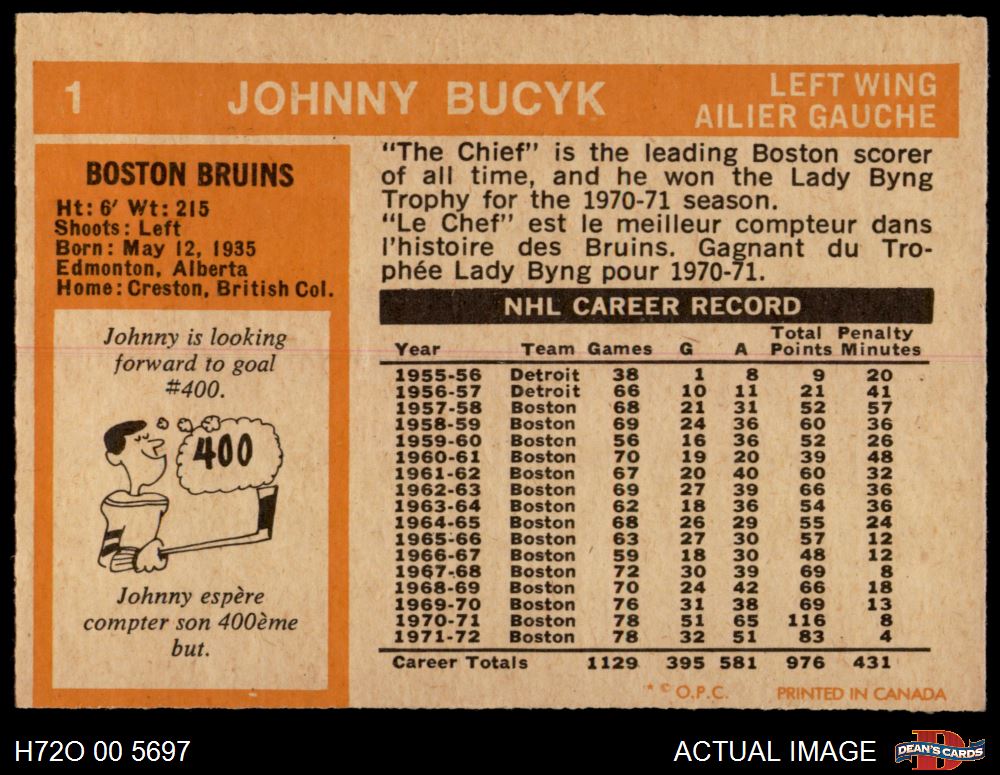 1 JOHNNY BUCYK LEFT WING
AILIER GAUCHE
BOSTON BRUINS
Ht: 6' Wt: 215
Shoots: Left
Born: May 12, 1935
Edmonton, Alberta
Home: Creston, British Col.
Johnny is looking
forward to goal
#400.
400
Johnny espère
compter son 400ème
but.
"The Chief" is the leading Boston scorer
of all time, and he won the Lady Byng
Trophy for the 1970-71 season.
"Le Chef" est le meilleur compteur dans
l'histoire des Bruins. Gagnant du Tro-
phée Lady Byng pour 1970-71.
NHL CAREER RECORD
Year Team Games G A Total Points Penalty Minutes
1955-56 Detroit 38 1 8 9 20
1956-57 Detroit 66 10 11 21 41
1957-58 Boston 68 21 31 52 57
1958-59 Boston 69 24 36 60 36
1959-60 Boston 56 16 36 52 26
1960-61 Boston 70 19 20 39 48
1961-62 Boston 67 20 40 60 32
1962-63 Boston 69 27 39 66 36
1963-64 Boston 62 18 36 54 36
1964-65 Boston 68 26 29 55 24
1965-66 Boston 63 27 30 57 12
1966-67 Boston 59 18 30 48 12
1967-68 Boston 72 30 39 69 8
1968-69 Boston 70 24 42 66 18
1969-70 Boston 76 31 38 69 13
1970-71 Boston 78 51 65 116 8
1971-72 Boston 78 32 51 83 4
Career Totals 1129 395 581 976 431
* © O.P.C. PRINTED IN CANADA
H72O 00 5697 ACTUAL IMAGE DEAN'S CARDS